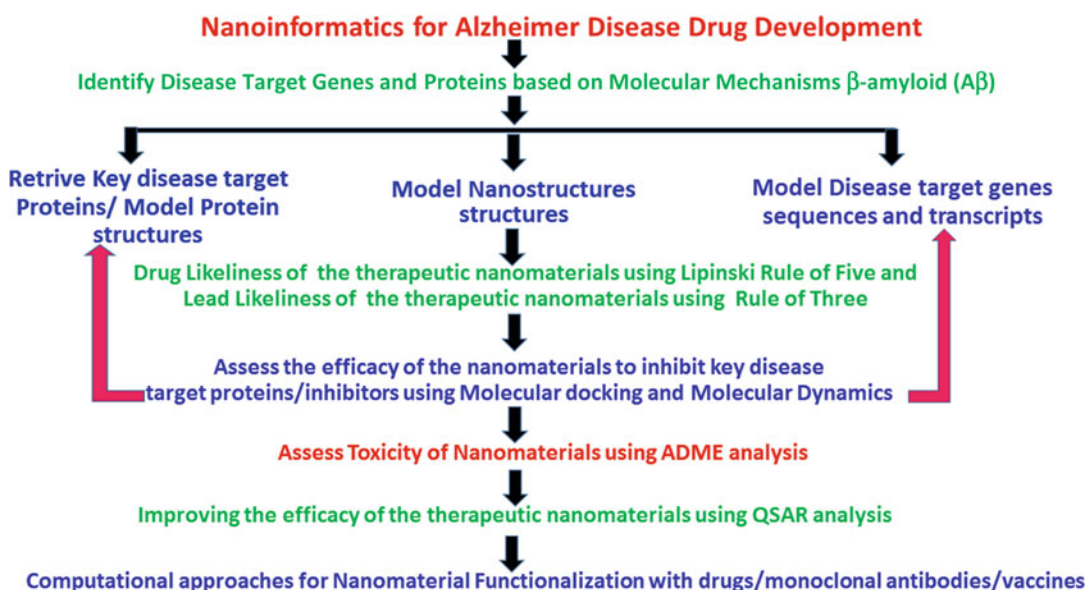 Nanoinformatics for Alzheimer Disease Drug Development
Identify Disease Target Genes and Proteins based on Molecular Mechanisms β-amyloid (Aβ)
Retrive Key disease target
Proteins/ Model Protein
structures
Model Nanostructures
structures
Model Disease target genes
sequences and transcripts
Drug Likeliness of the therapeutic nanomaterials using Lipinski Rule of Five and
Lead Likeliness of the therapeutic nanomaterials using Rule of Three
Assess the efficacy of the nanomaterials to inhibit key disease
target proteins/inhibitors using Molecular docking and Molecular Dynamics
Assess Toxicity of Nanomaterials using ADME analysis
Improving the efficacy of the therapeutic nanomaterials using QSAR analysis
Computational approaches for Nanomaterial Functionalization with drugs/monoclonal antibodies/vaccines